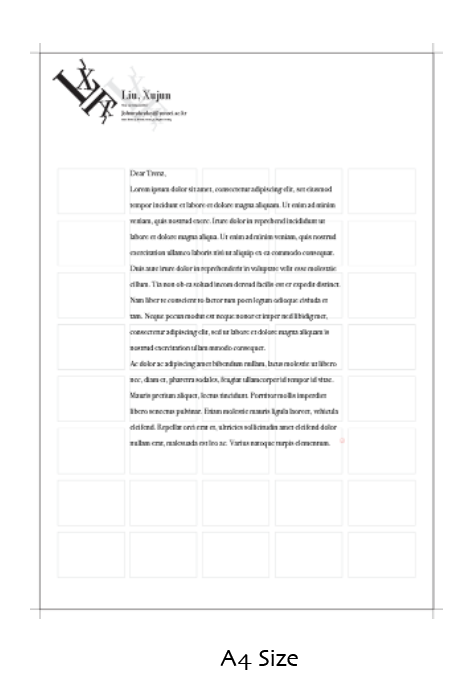 Liu, Xujun
Dear Trenz,
Lorem ipsum dolor sit amet, consectetur adipiscing elit, set eiusmod
tempor incidunt et labore et dolore magna aliquam. Ut enim ad minim
veniam, quis nostrud exerc. Irure dolor in reprehend incididunt ut
labore et dolore magna aliqua. Ut enim ad minim veniam, quis nostrud
exercitation ullamco laboris nisi ut aliquip ex ea commodo consequat.
Duis aute irure dolor in reprehenderit in voluptate velit esse molestaie
cillum. Tia non ob ea soluad incom dereud facilis est er expedit distinct.
Nam liber te conscient to factor tum poen legum odioque civiuda et
tam. Neque pecun modut est neque nonor et imper ned libidig met,
consectetur adipiscing elit, sed ut labore et dolore magna aliquam is
nostrud exercitation ullam mmodo consequet.
Ac dolor ac adipiscing amet bibendum nullam, lacus molestie ut libero
nec, diam et, pharetra sodales, feugiat ullamcorper id tempor id vitae.
Mauris pretium aliquet, lectus tincidunt. Porttitor mollis imperdiet
libero senectus pulvinar. Etiam molestie mauris ligula laoreet, vehicula
eleifend. Repellat orci erat et, ultricies sollicitudin amet eleifend dolor
nullam erat, malesuada est leo ac. Varius natoque turpis elementum.
A4 Size